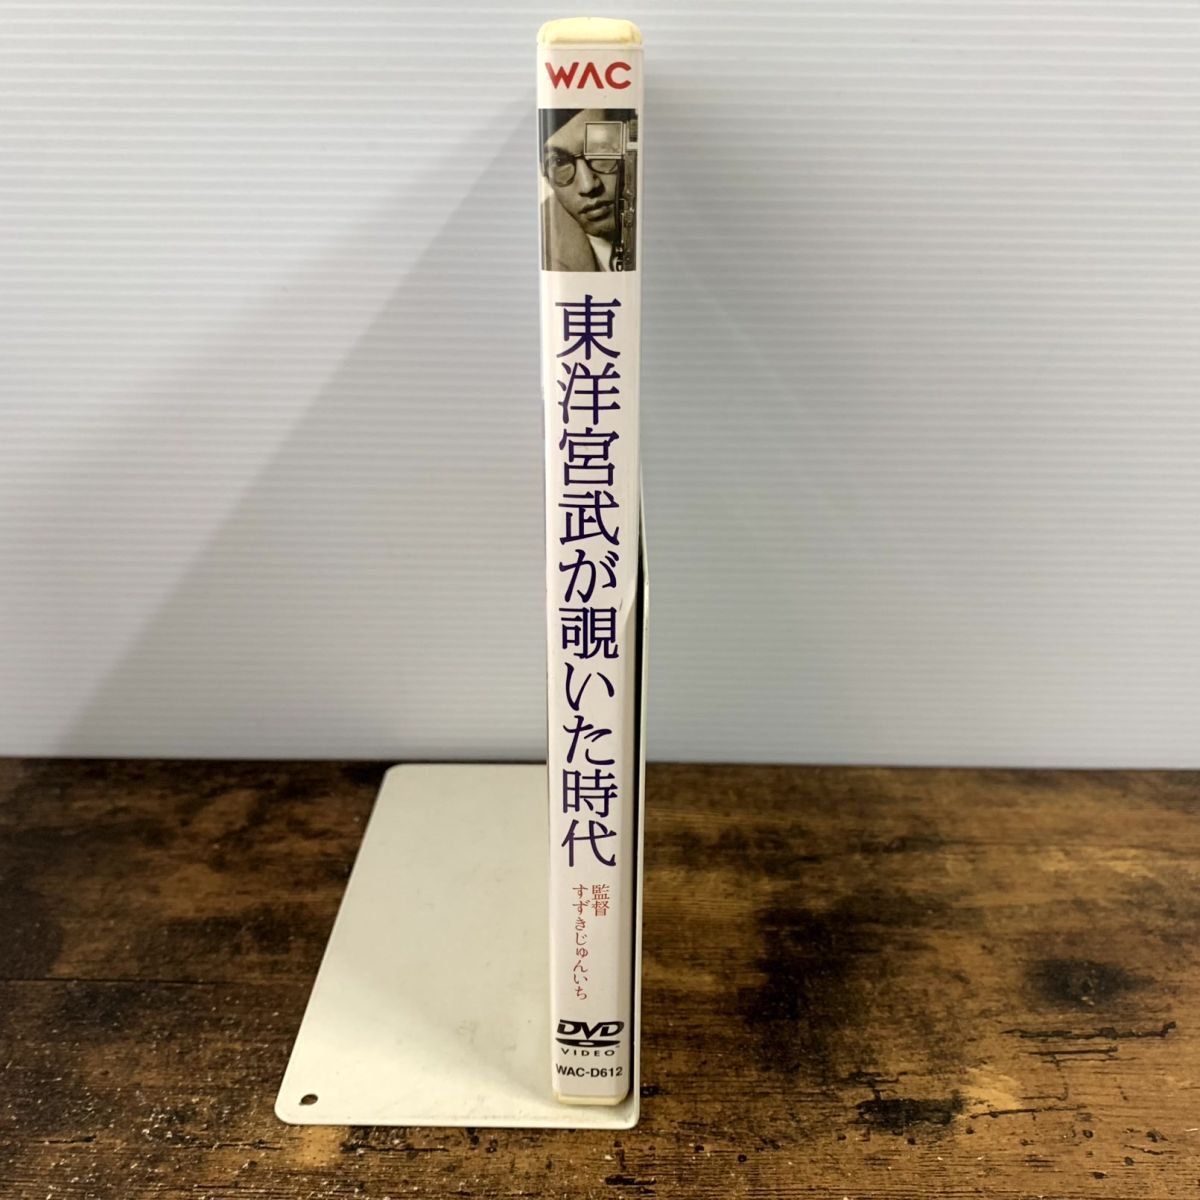 WAC
東洋宮武が覗いた時代
監督
すずきじゅんいち
DVD
VIDEO™
WAC-D612